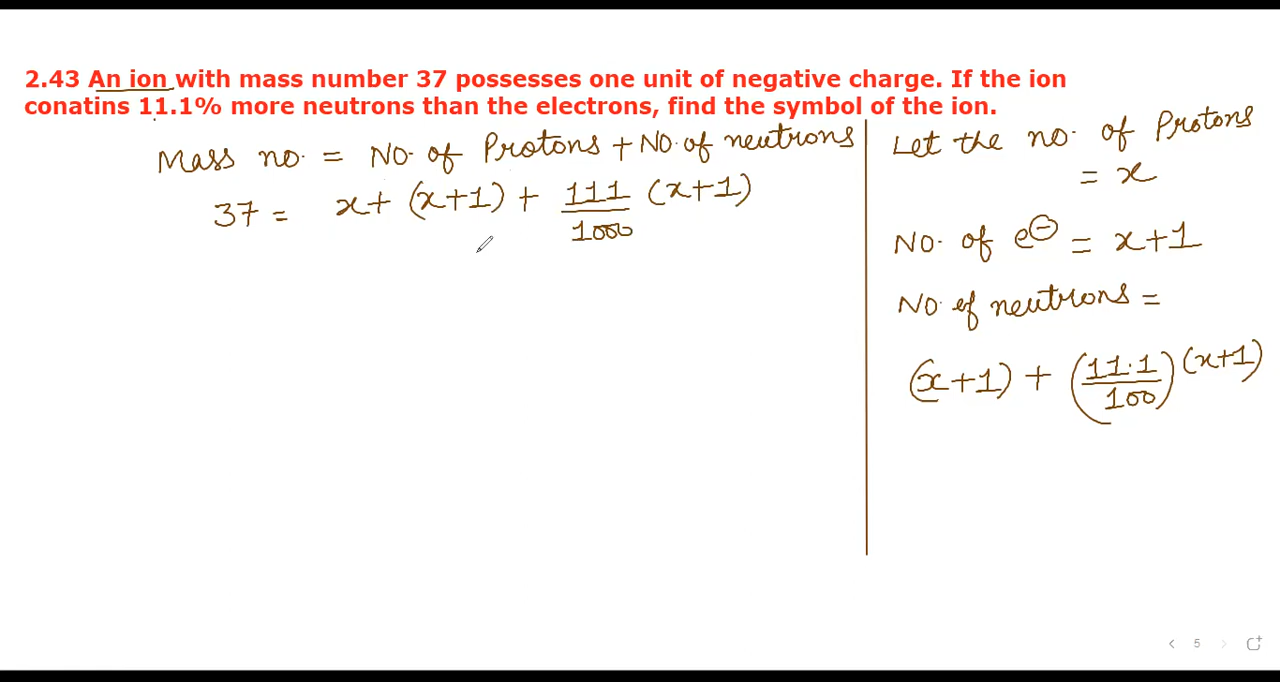 2.43 An ion with mass number 37 possesses one unit of negative charge. If the ion
conatins 11.1% more neutrons than the electrons, find the symbol of the ion.
Mass no. = No. of Protons + No. of neutrons
37 = x + (x+1) + 111/1000 (x+1)
Let the no. of Protons
= x
No. of e⊖ = x+1
No. of neutrons =
(x+1) + (11.1/100) (x+1)
5